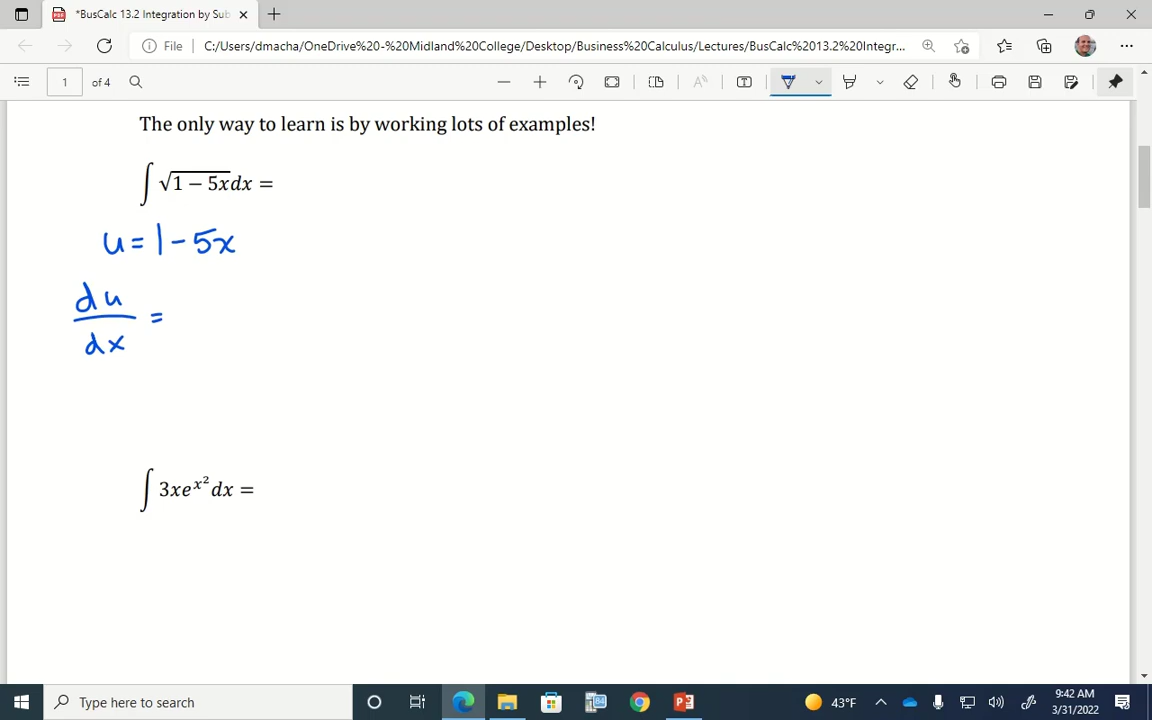 *BusCalc 13.2 Integration by Sub
File C:/Users/dmacha/OneDrive%20-%20Midland%20College/Desktop/Business%20Calculus/Lectures/BusCalc%2013.2%20Integr...
1 of 4
The only way to learn is by working lots of examples!
∫√(1 − 5x)dx =
u = 1 - 5x
du/dx =
∫3xe^(x²)dx =
Type here to search
43°F
9:42 AM
3/31/2022